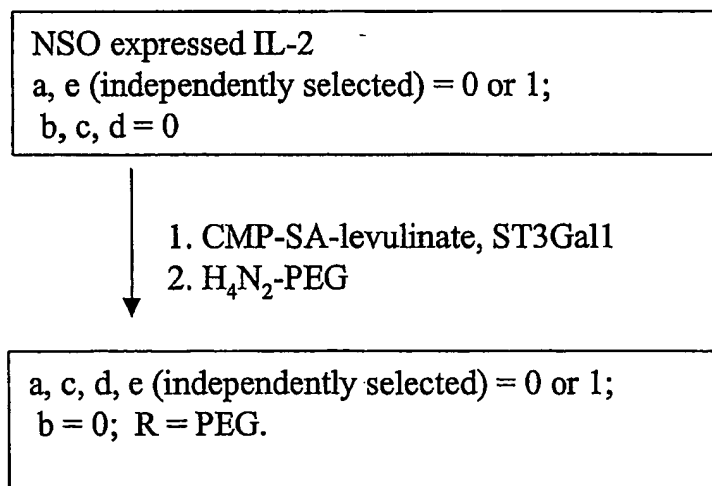 NSO expressed IL-2
a, e (independently selected) = 0 or 1;
b, c, d = 0
1. CMP-SA-levulinate, ST3Gal1
2. H₄N₂-PEG
a, c, d, e (independently selected) = 0 or 1;
b = 0; R = PEG.